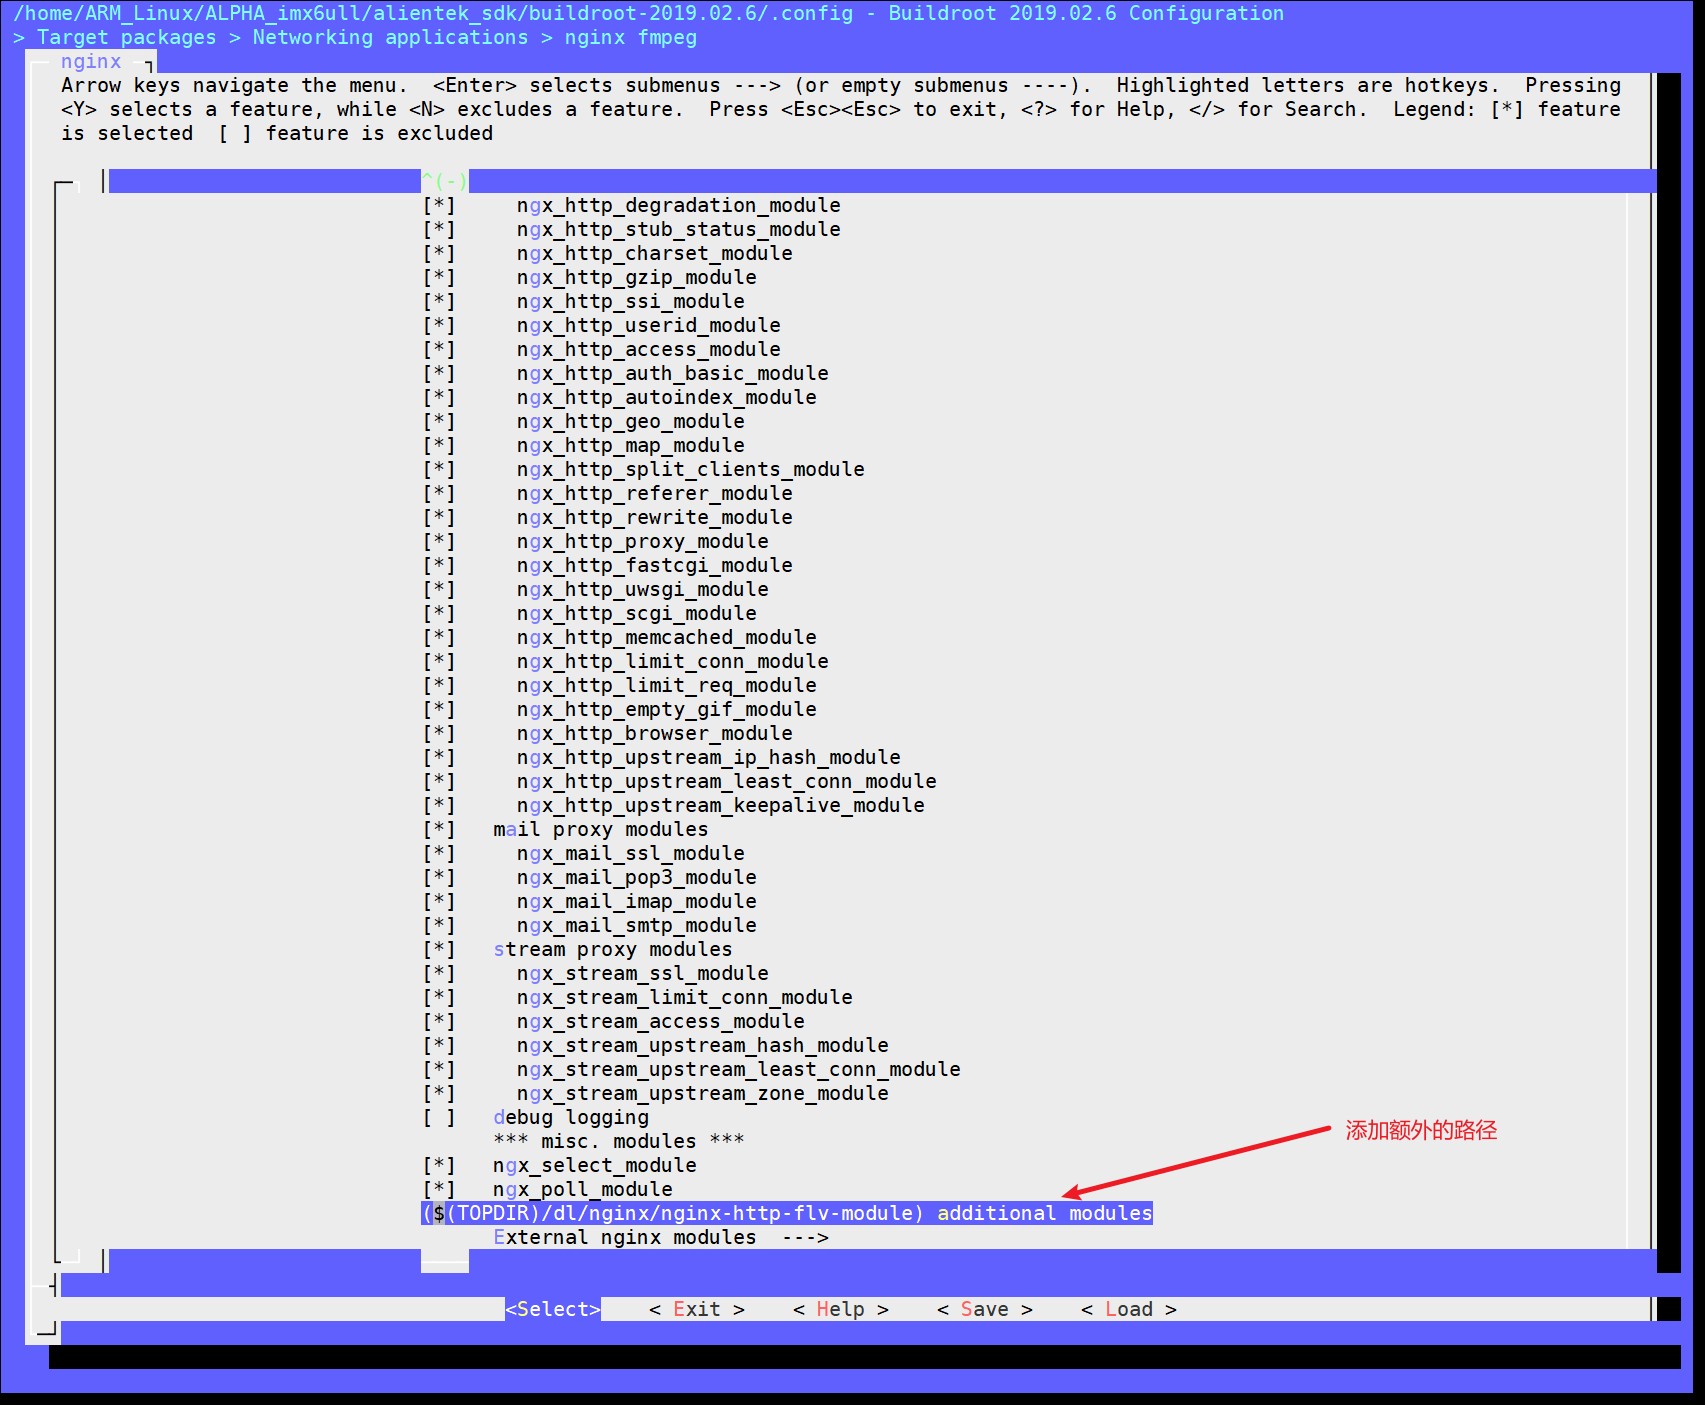 /home/ARM_Linux/ALPHA_imx6ull/alientek_sdk/buildroot-2019.02.6/.config - Buildroot 2019.02.6 Configuration
> Target packages > Networking applications > nginx fmpeg
nginx
Arrow keys navigate the menu.  <Enter> selects submenus ---> (or empty submenus ----).  Highlighted letters are hotkeys.  Pressing
<Y> selects a feature, while <N> excludes a feature.  Press <Esc><Esc> to exit, <?> for Help, </> for Search.  Legend: [*] feature
is selected  [ ] feature is excluded
^(-)
[*]     ngx_http_degradation_module
[*]     ngx_http_stub_status_module
[*]     ngx_http_charset_module
[*]     ngx_http_gzip_module
[*]     ngx_http_ssi_module
[*]     ngx_http_userid_module
[*]     ngx_http_access_module
[*]     ngx_http_auth_basic_module
[*]     ngx_http_autoindex_module
[*]     ngx_http_geo_module
[*]     ngx_http_map_module
[*]     ngx_http_split_clients_module
[*]     ngx_http_referer_module
[*]     ngx_http_rewrite_module
[*]     ngx_http_proxy_module
[*]     ngx_http_fastcgi_module
[*]     ngx_http_uwsgi_module
[*]     ngx_http_scgi_module
[*]     ngx_http_memcached_module
[*]     ngx_http_limit_conn_module
[*]     ngx_http_limit_req_module
[*]     ngx_http_empty_gif_module
[*]     ngx_http_browser_module
[*]     ngx_http_upstream_ip_hash_module
[*]     ngx_http_upstream_least_conn_module
[*]     ngx_http_upstream_keepalive_module
[*]   mail proxy modules
[*]     ngx_mail_ssl_module
[*]     ngx_mail_pop3_module
[*]     ngx_mail_imap_module
[*]     ngx_mail_smtp_module
[*]   stream proxy modules
[*]     ngx_stream_ssl_module
[*]     ngx_stream_limit_conn_module
[*]     ngx_stream_access_module
[*]     ngx_stream_upstream_hash_module
[*]     ngx_stream_upstream_least_conn_module
[*]     ngx_stream_upstream_zone_module
[ ]   debug logging
添加额外的路径
*** misc. modules ***
[*]   ngx_select_module
[*]   ngx_poll_module
($(TOPDIR)/dl/nginx/nginx-http-flv-module) additional modules
External nginx modules  --->
<Select>    < Exit >    < Help >    < Save >    < Load >